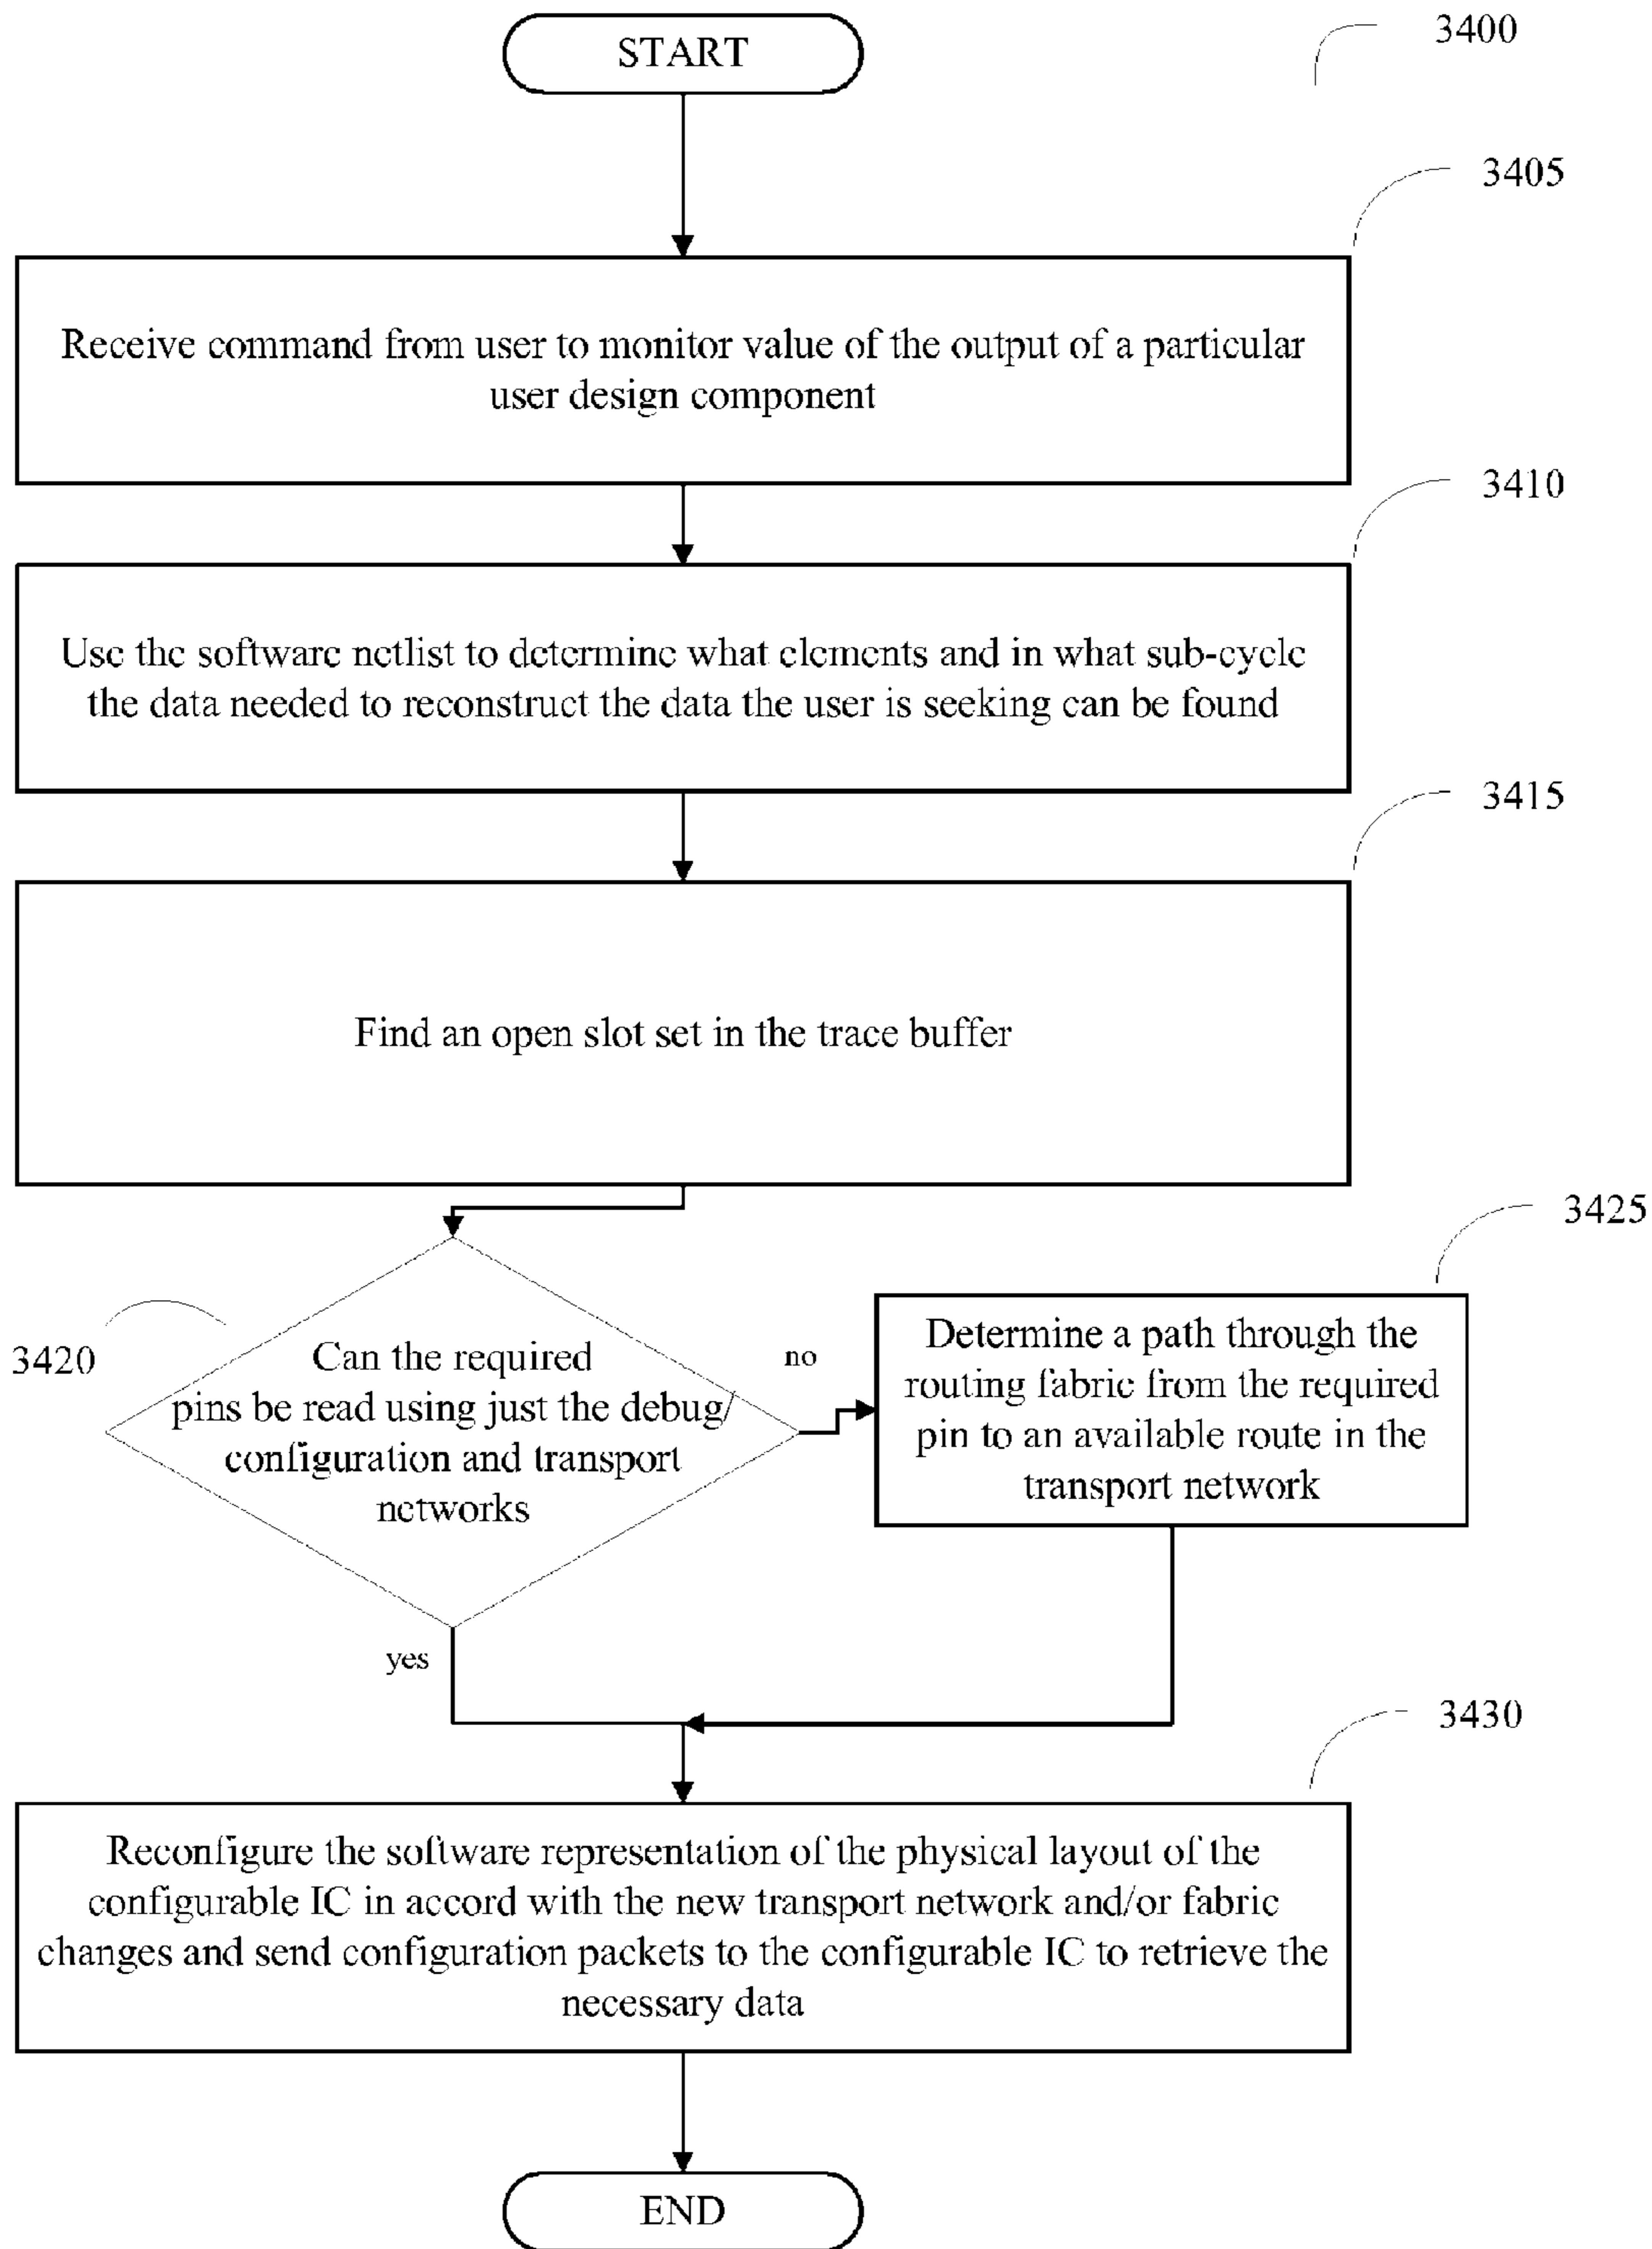 START
3400
3405
Receive command from user to monitor value of the output of a particular
user design component
3410
Use the software netlist to determine what elements and in what sub-cycle
the data needed to reconstruct the data the user is seeking can be found
3415
Find an open slot set in the trace buffer
3425
3420
Can the required
pins be read using just the debug/
configuration and transport
networks
no
Determine a path through the
routing fabric from the required
pin to an available route in the
transport network
yes
3430
Reconfigure the software representation of the physical layout of the
configurable IC in accord with the new transport network and/or fabric
changes and send configuration packets to the configurable IC to retrieve the
necessary data
END